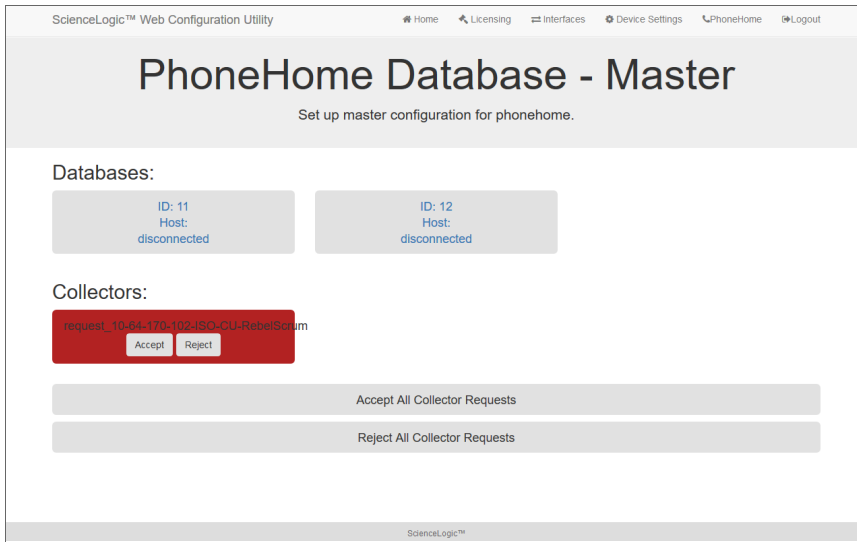 ScienceLogic™ Web Configuration Utility
Home Licensing Interfaces Device Settings PhoneHome Logout
PhoneHome Database - Master
Set up master configuration for phonehome.
Databases:
ID: 11
Host:
disconnected
ID: 12
Host:
disconnected
Collectors:
request_10-64-170-102-ISO-CU-RebelScrum
Accept Reject
Accept All Collector Requests
Reject All Collector Requests
ScienceLogic™